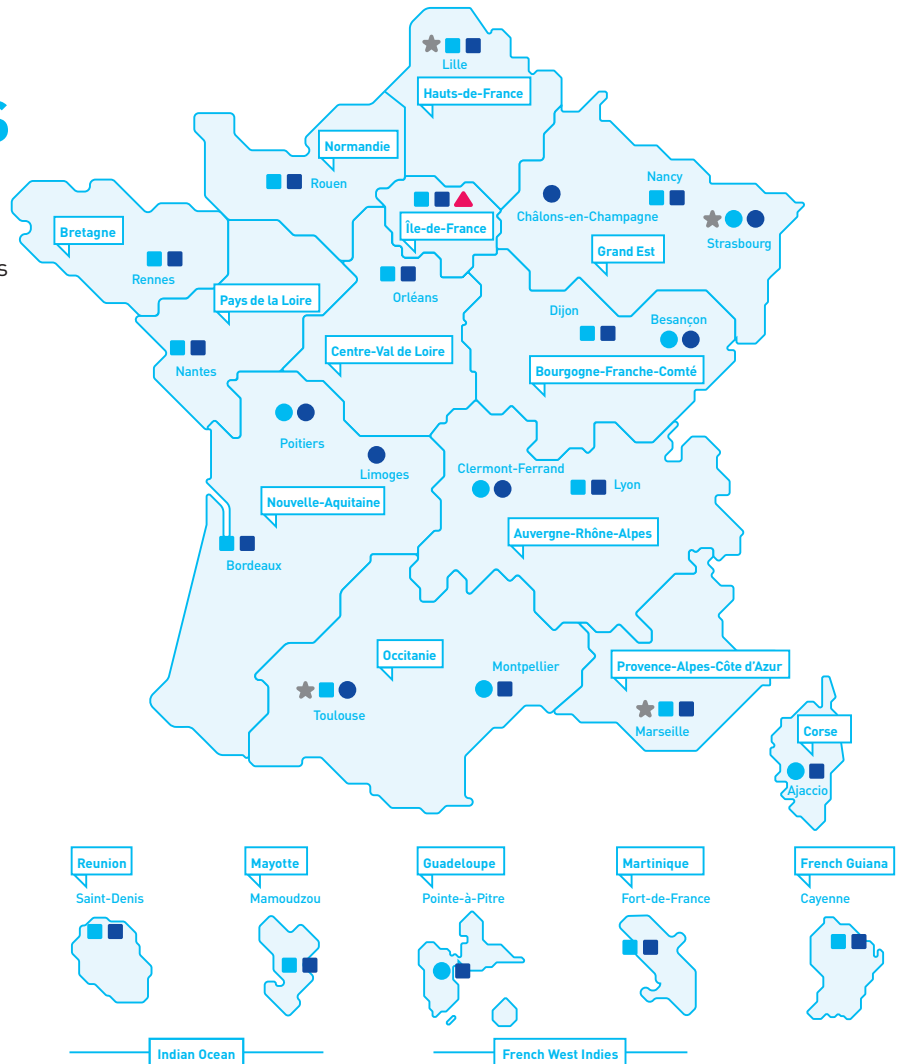 S
s
Lille
Hauts-de-France
Normandie
Rouen
Nancy
Châlons-en-Champagne
Île-de-France
Strasbourg
Bretagne
Grand Est
Rennes
Orléans
Pays de la Loire
Dijon
Besançon
Centre-Val de Loire
Nantes
Bourgogne-Franche-Comté
Poitiers
Limoges
Clermont-Ferrand
Lyon
Nouvelle-Aquitaine
Auvergne-Rhône-Alpes
Bordeaux
Occitanie
Montpellier
Provence-Alpes-Côte d'Azur
Toulouse
Marseille
Corse
Ajaccio
Reunion
Mayotte
Guadeloupe
Martinique
French Guiana
Saint-Denis
Mamoudzou
Pointe-à-Pitre
Fort-de-France
Cayenne
Indian Ocean
French West Indies